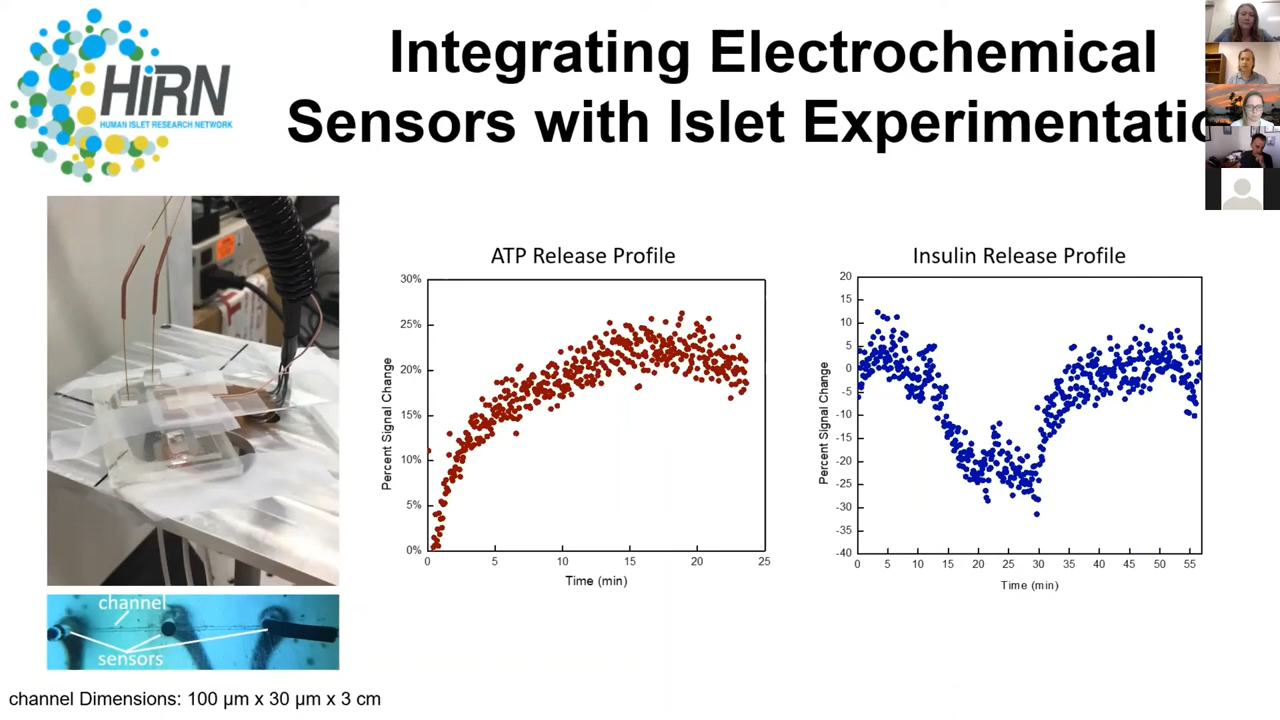 HiRN
HUMAN ISLET RESEARCH NETWORK
Integrating Electrochemical
Sensors with Islet Experimentatio
channel
sensors
channel Dimensions: 100 µm x 30 µm x 3 cm
ATP Release Profile
Percent Signal Change
30%
25%
20%
15%
10%
5%
0%
0 5 10 15 20 25
Time (min)
Insulin Release Profile
Percent Signal Change
20
15
10
5
0
-5
-10
-15
-20
-25
-30
-35
-40
0 5 10 15 20 25 30 35 40 45 50 55
Time (min)